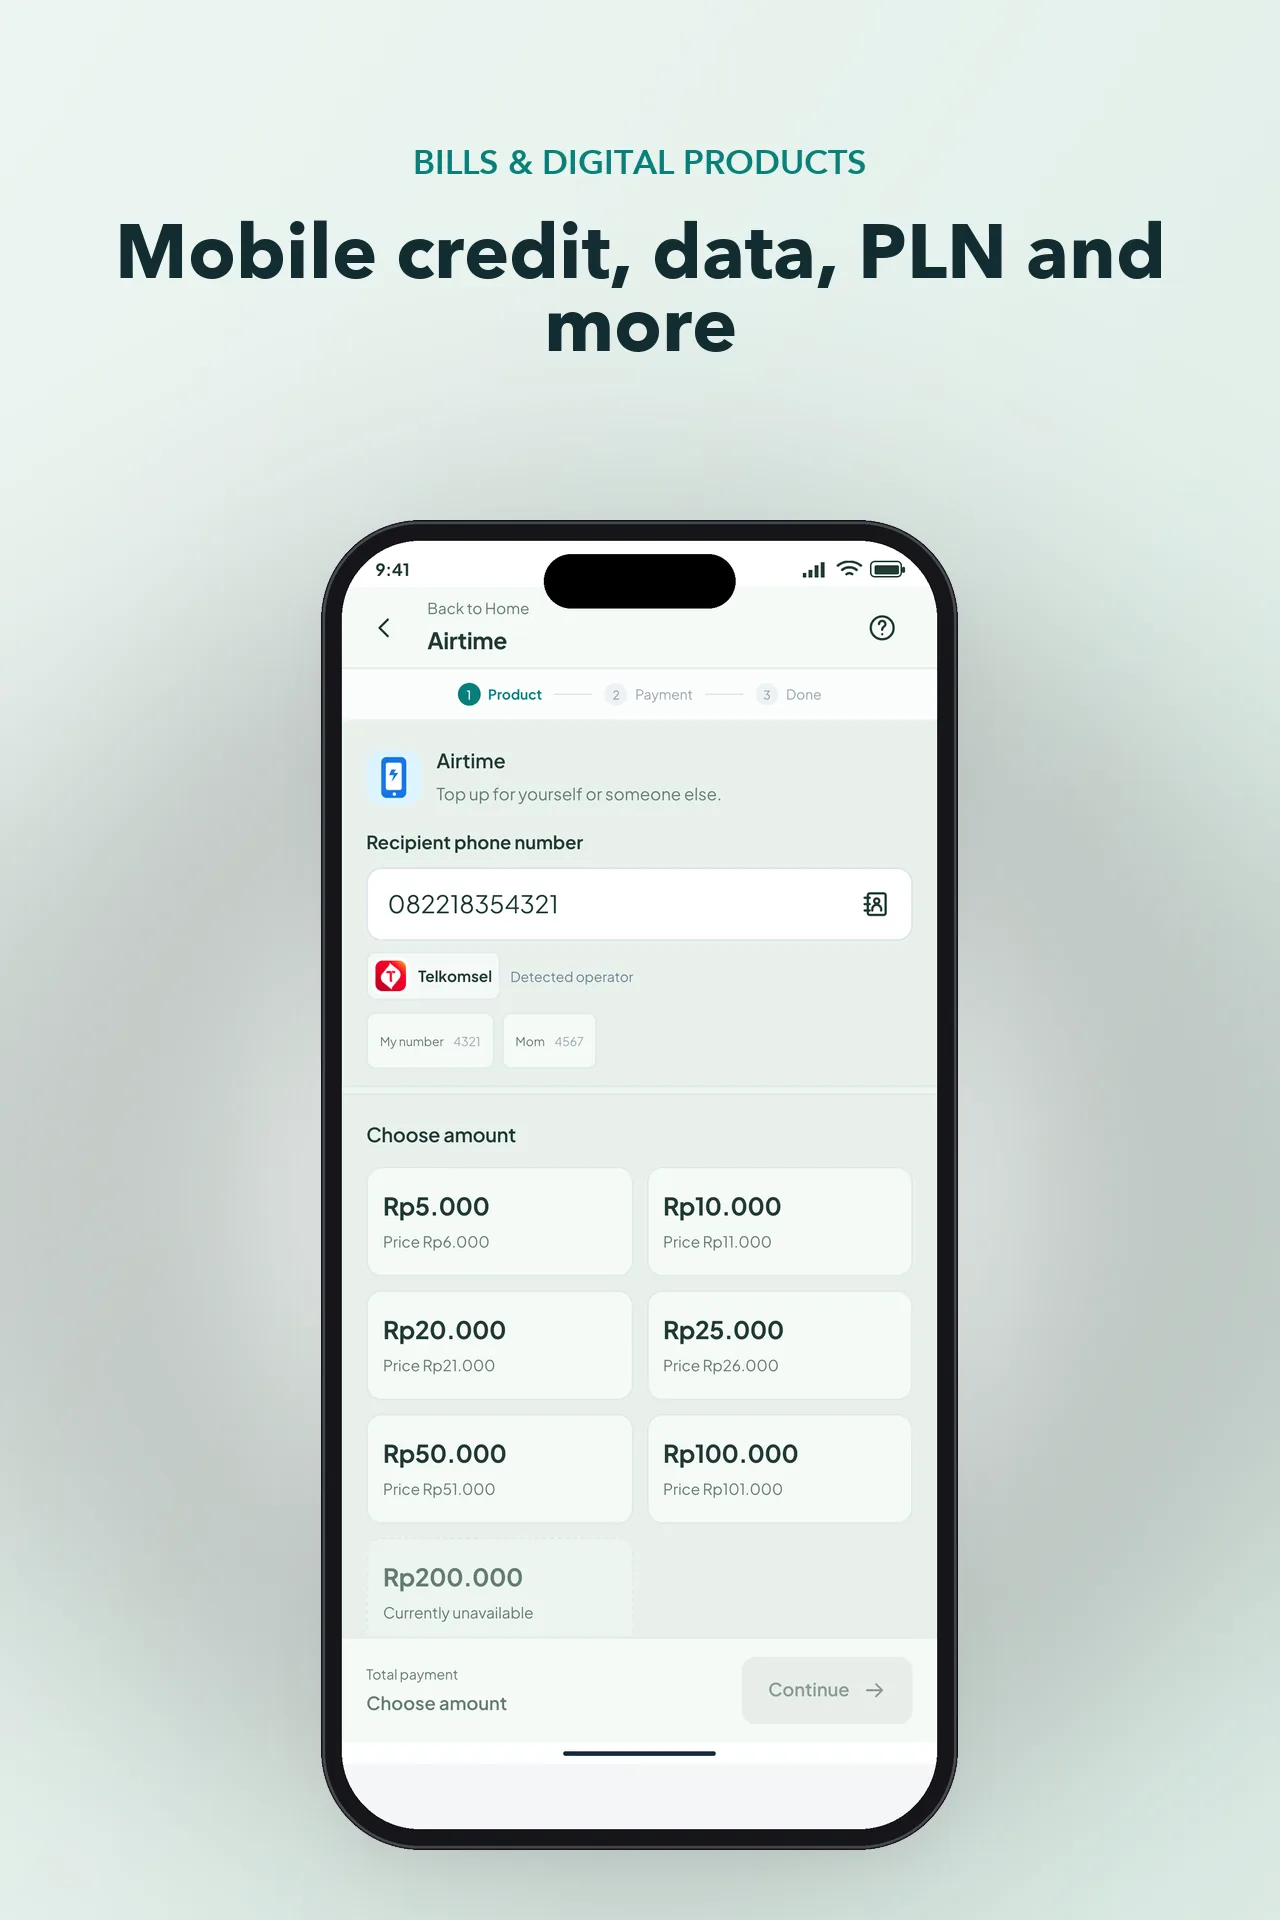 BILLS & DIGITAL PRODUCTS
Mobile credit, data, PLN and
more
9:41
Back to Home
Airtime
1 Product 2 Payment 3 Done
Airtime
Top up for yourself or someone else.
Recipient phone number
082218354321
Telkomsel Detected operator
My number 4321 Mom 4567
Choose amount
Rp5.000 Rp10.000
Price Rp6.000 Price Rp11.000
Rp20.000 Rp25.000
Price Rp21.000 Price Rp26.000
Rp50.000 Rp100.000
Price Rp51.000 Price Rp101.000
Rp200.000
Currently unavailable
Total payment
Choose amount
Continue →